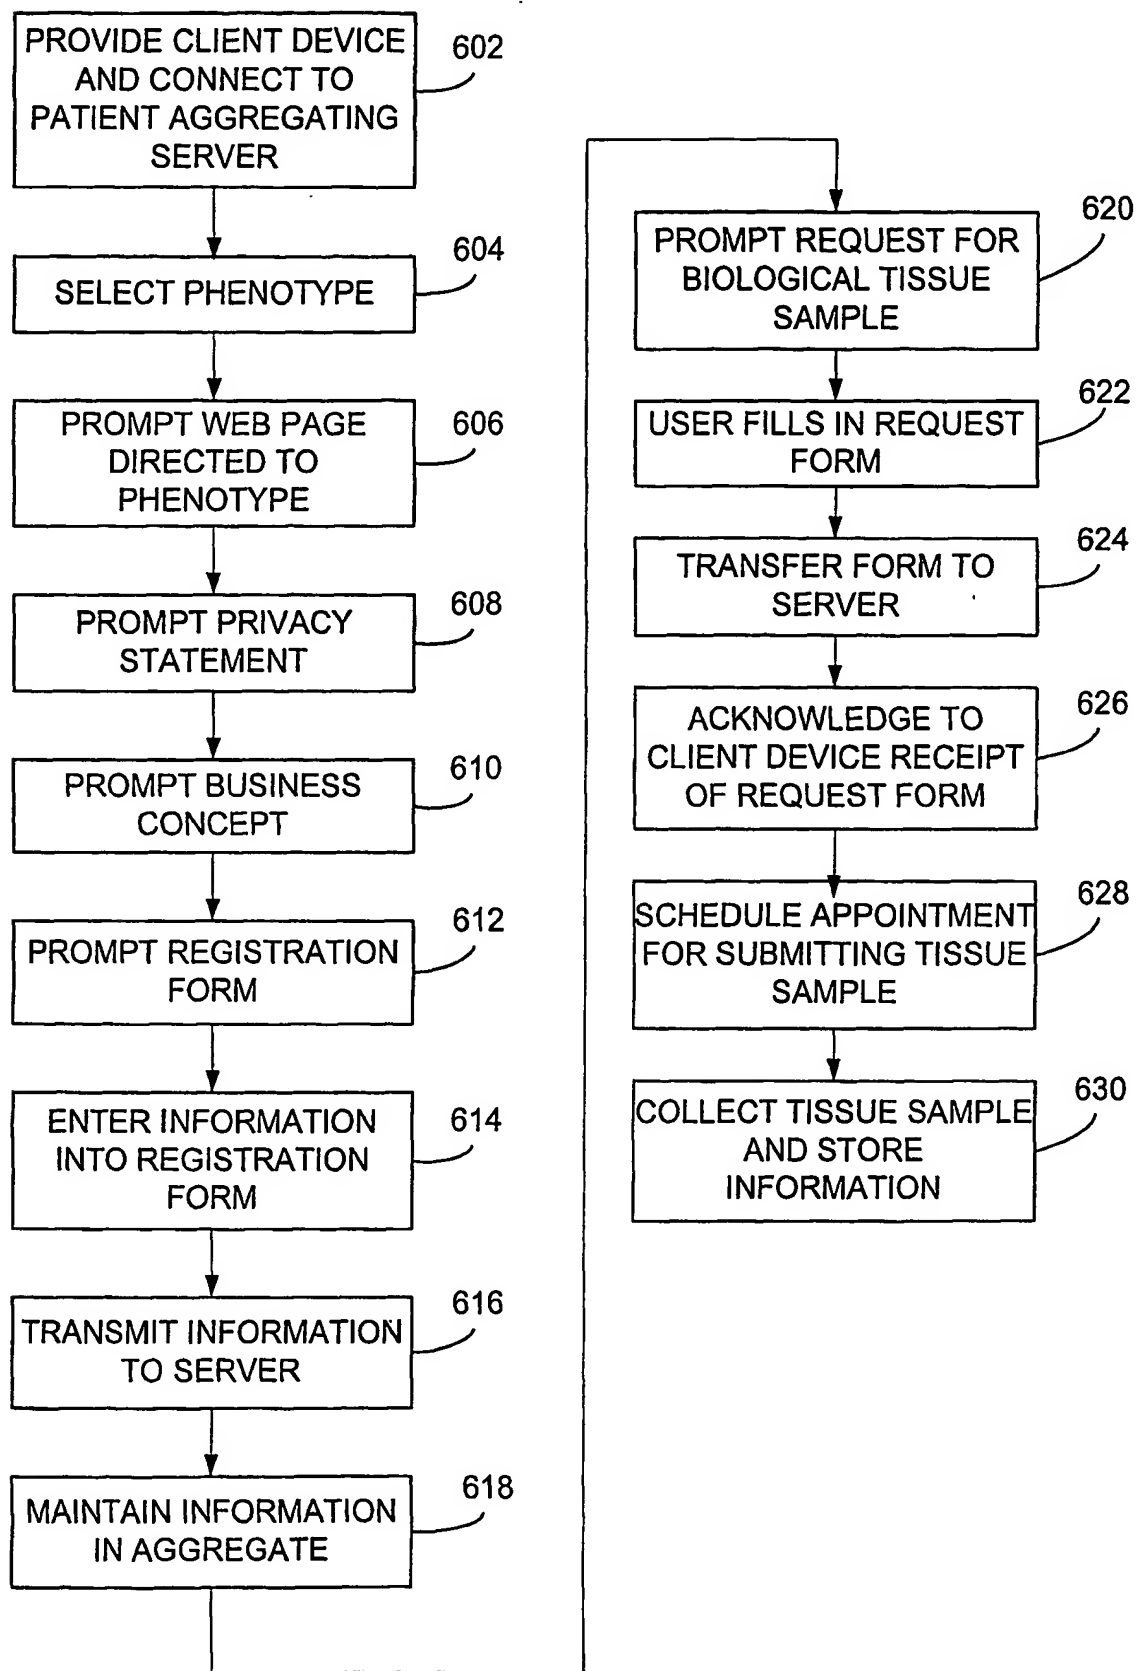 PROVIDE CLIENT DEVICE
AND CONNECT TO
PATIENT AGGREGATING
SERVER
602
SELECT PHENOTYPE
604
PROMPT WEB PAGE
DIRECTED TO
PHENOTYPE
606
PROMPT PRIVACY
STATEMENT
608
PROMPT BUSINESS
CONCEPT
610
PROMPT REGISTRATION
FORM
612
ENTER INFORMATION
INTO REGISTRATION
FORM
614
TRANSMIT INFORMATION
TO SERVER
616
MAINTAIN INFORMATION
IN AGGREGATE
618
PROMPT REQUEST FOR
BIOLOGICAL TISSUE
SAMPLE
620
USER FILLS IN REQUEST
FORM
622
TRANSFER FORM TO
SERVER
624
ACKNOWLEDGE TO
CLIENT DEVICE RECEIPT
OF REQUEST FORM
626
SCHEDULE APPOINTMENT
FOR SUBMITTING TISSUE
SAMPLE
628
COLLECT TISSUE SAMPLE
AND STORE
INFORMATION
630